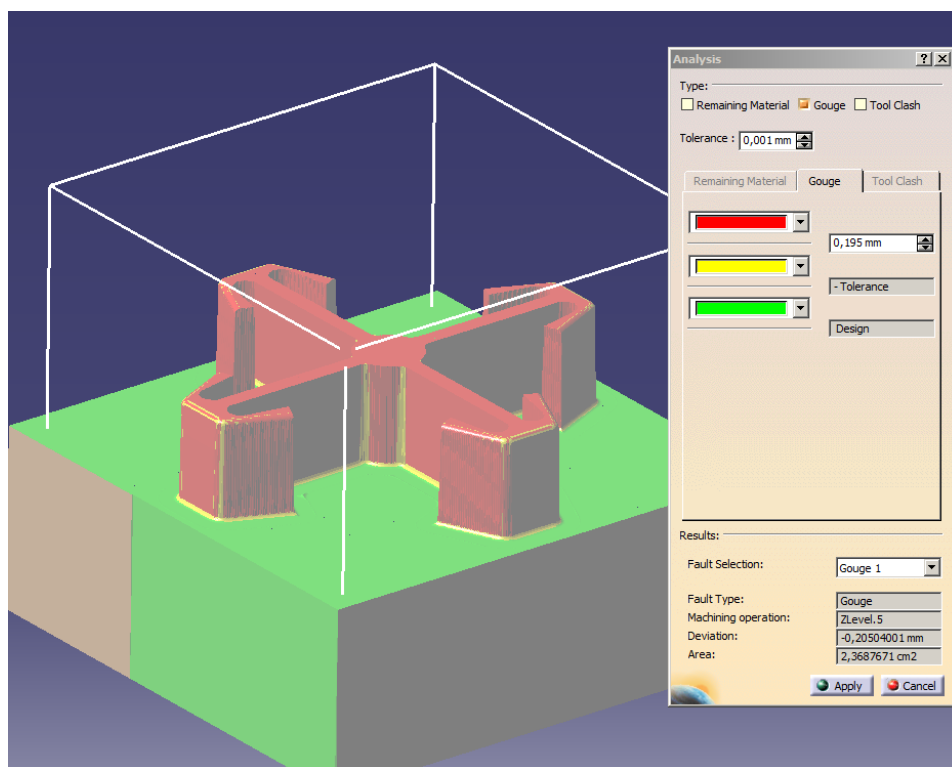 Analysis
Type:
Remaining Material Gouge Tool Clash
Tolerance : 0,001 mm
Remaining Material Gouge Tool Clash
0,195 mm
- Tolerance
Design
Results:
Fault Selection: Gouge 1
Fault Type: Gouge
Machining operation: ZLevel.5
Deviation: -0,20504001 mm
Area: 2,3687671 cm2
Apply Cancel